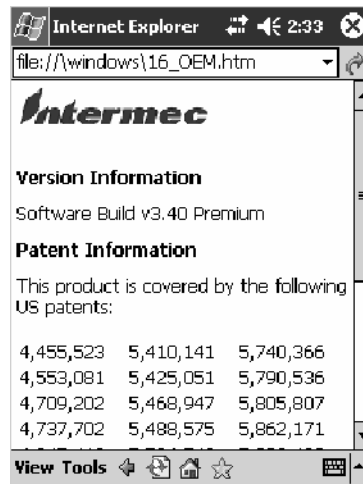 Internet Explorer 2:33
file://\windows\16_OEM.htm
Intermec
Version Information
Software Build v3.40 Premium
Patent Information
This product is covered by the following
US patents:
4,455,523 5,410,141 5,740,366
4,553,081 5,425,051 5,790,536
4,709,202 5,468,947 5,805,807
4,737,702 5,488,575 5,862,171
View Tools